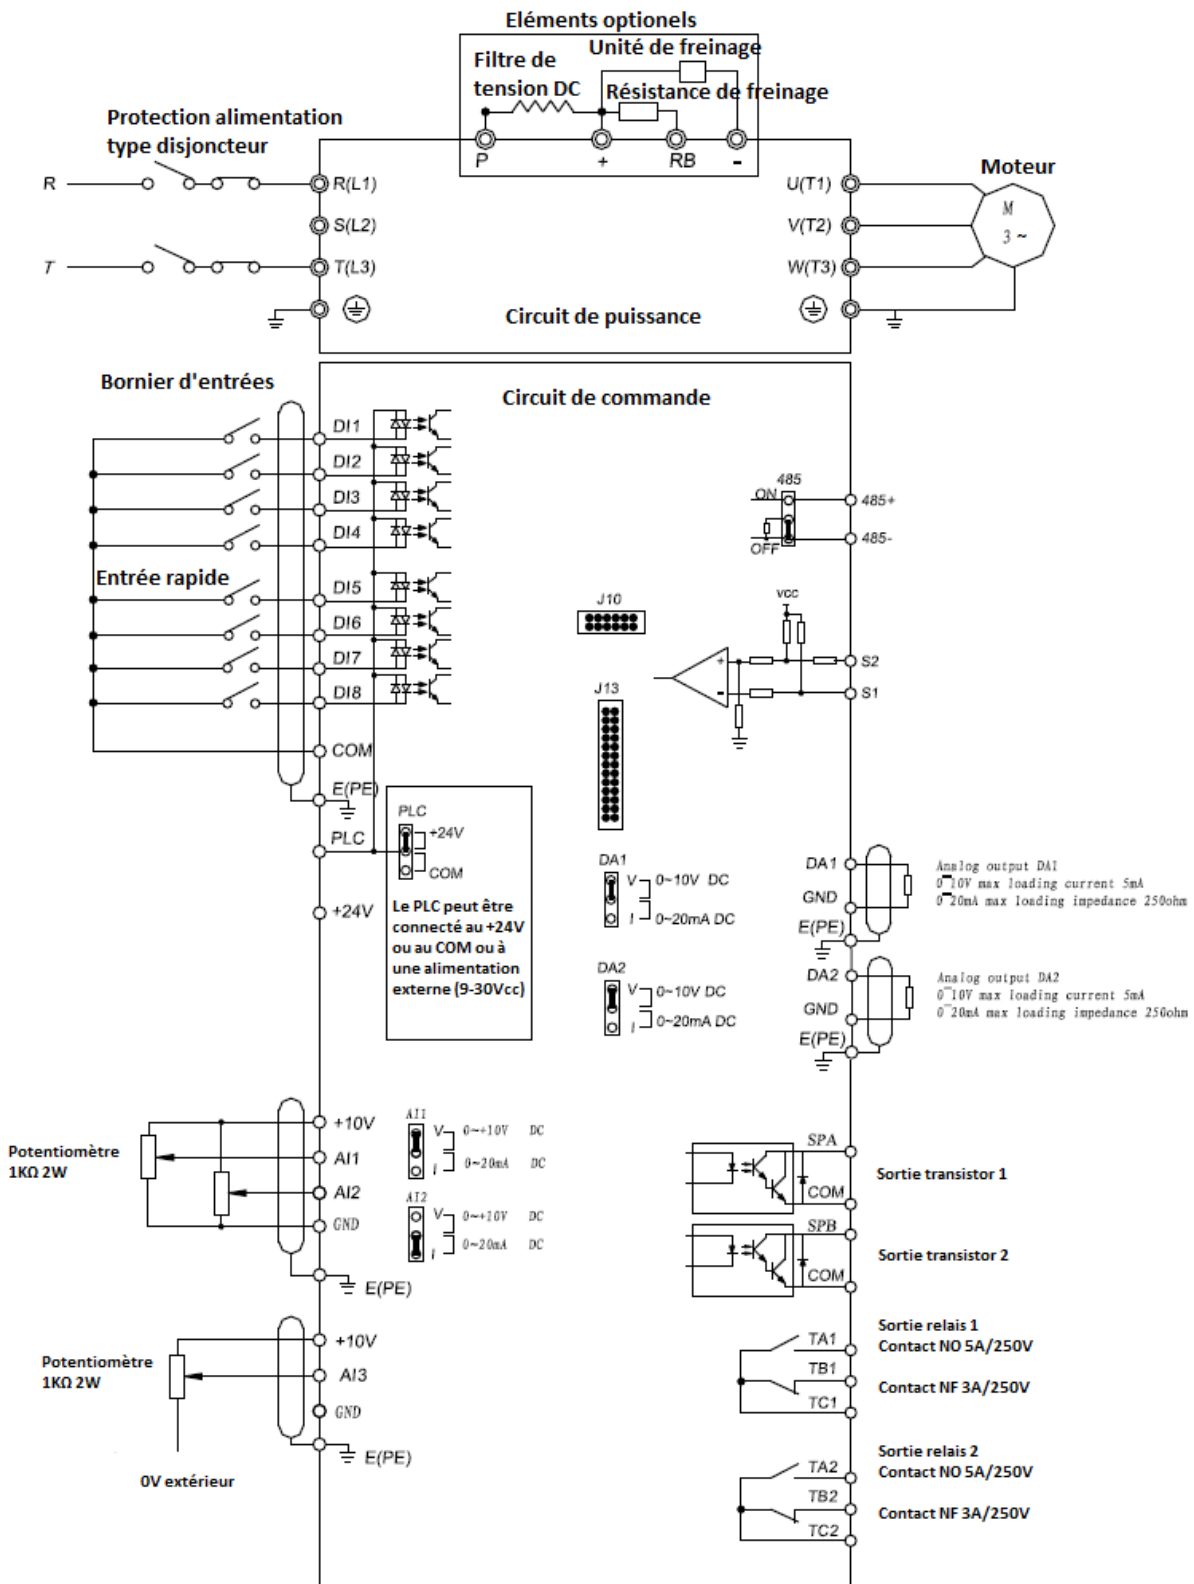 Eléments optionels
Unité de freinage
Filtre de
tension DC
Résistance de freinage
P
+
RB
-
Protection alimentation
type disjoncteur
R
R(L1)
S(L2)
T
T(L3)
U(T1)
V(T2)
W(T3)
Moteur
M
3 ~
Circuit de puissance
Bornier d'entrées
Circuit de commande
DI1
DI2
DI3
DI4
Entrée rapide
DI5
DI6
DI7
DI8
COM
E(PE)
PLC
+24V
485
ON
OFF
485+
485-
J10
VCC
+
-
S2
S1
J13
PLC
+24V
COM
Le PLC peut être
connecté au +24V
ou au COM ou à
une alimentation
externe (9-30Vcc)
DA1
V
0~10V DC
I
0~20mA DC
DA2
V
0~10V DC
I
0~20mA DC
DA1
GND
E(PE)
Analog output DA1
0~10V max loading current 5mA
0~20mA max loading impedance 250ohm
DA2
GND
E(PE)
Analog output DA2
0~10V max loading current 5mA
0~20mA max loading impedance 250ohm
Potentiomètre
1KΩ 2W
+10V
AI1
AI2
GND
E(PE)
AI1
V
0~+10V DC
I
0~20mA DC
AI2
V
0~+10V DC
I
0~20mA DC
SPA
COM
Sortie transistor 1
SPB
COM
Sortie transistor 2
Potentiomètre
1KΩ 2W
+10V
AI3
GND
E(PE)
0V extérieur
TA1
TB1
TC1
Sortie relais 1
Contact NO 5A/250V
Contact NF 3A/250V
TA2
TB2
TC2
Sortie relais 2
Contact NO 5A/250V
Contact NF 3A/250V